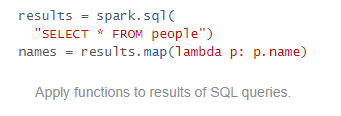 results = spark.sql(
  "SELECT * FROM people")
names = results.map(lambda p: p.name)
Apply functions to results of SQL queries.